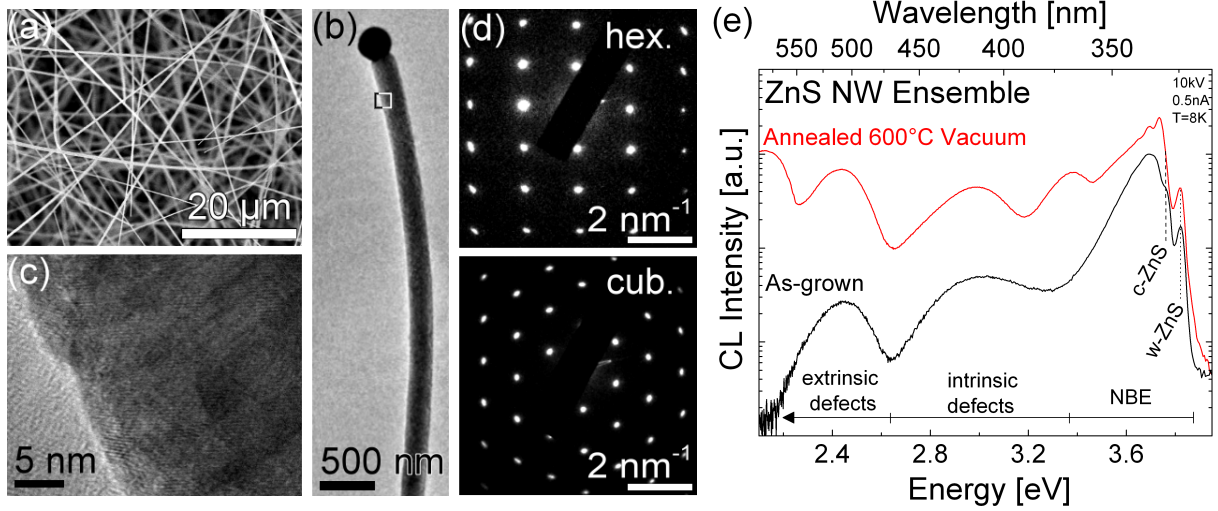 (a)
20 µm
(b)
500 nm
(c)
5 nm
(d)
hex.
2 nm⁻¹
cub.
2 nm⁻¹
(e)
Wavelength [nm]
550 500 450 400 350
ZnS NW Ensemble
10kV
0.5nA
T=8K
Annealed 600°C Vacuum
As-grown
c-ZnS
w-ZnS
extrinsic
defects
intrinsic
defects
NBE
CL Intensity [a.u.]
2.4 2.8 3.2 3.6
Energy [eV]